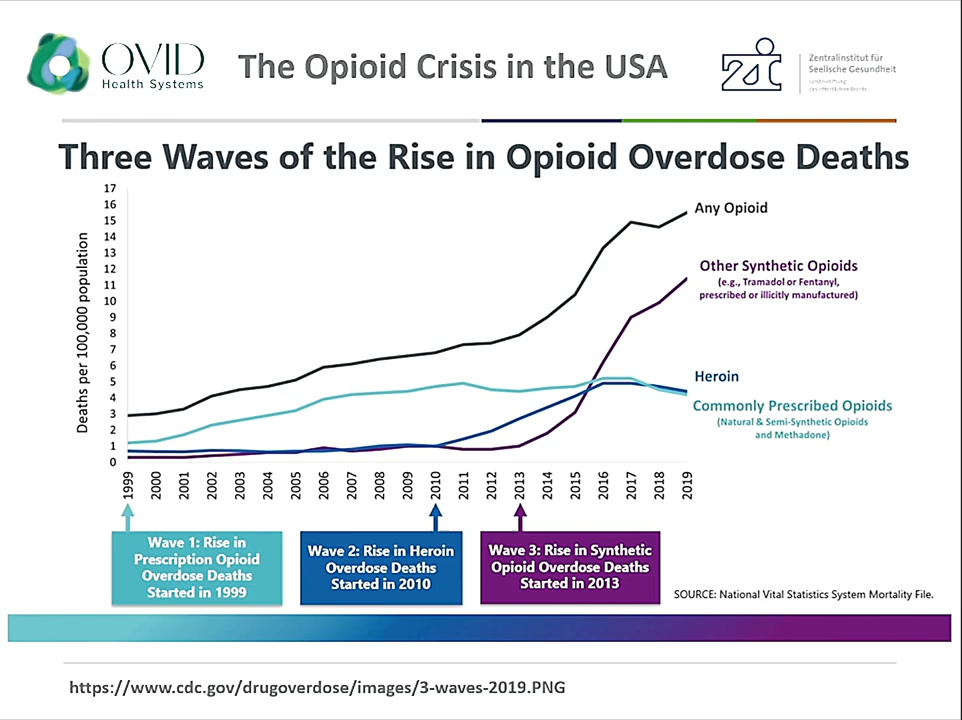 OVID
Health Systems
The Opioid Crisis in the USA
Zentralinstitut für
Seelische Gesundheit
Landesstiftung
des öffentlichen Rechts
Three Waves of the Rise in Opioid Overdose Deaths
Deaths per 100,000 population
17
16
15
14
13
12
11
10
9
8
7
6
5
4
3
2
1
0
Any Opioid
Other Synthetic Opioids
(e.g., Tramadol or Fentanyl,
prescribed or illicitly manufactured)
Heroin
Commonly Prescribed Opioids
(Natural & Semi-Synthetic Opioids
and Methadone)
1999
2000
2001
2002
2003
2004
2005
2006
2007
2008
2009
2010
2011
2012
2013
2014
2015
2016
2017
2018
2019
Wave 1: Rise in
Prescription Opioid
Overdose Deaths
Started in 1999
Wave 2: Rise in Heroin
Overdose Deaths
Started in 2010
Wave 3: Rise in Synthetic
Opioid Overdose Deaths
Started in 2013
SOURCE: National Vital Statistics System Mortality File.
https://www.cdc.gov/drugoverdose/images/3-waves-2019.PNG